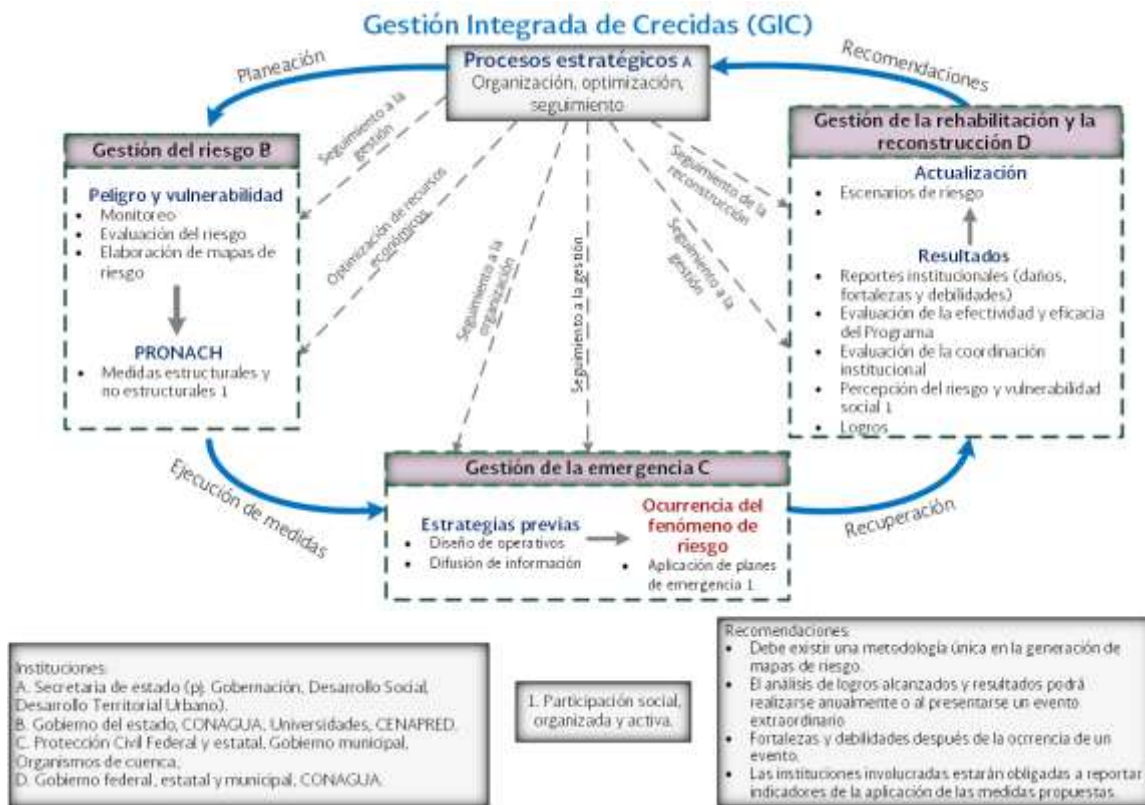 Gestión Integrada de Crecidas (GIC)
Procesos estratégicos A
Organización, optimización,
seguimiento
Planeación
Recomendaciones
Gestión del riesgo B
Peligro y vulnerabilidad
• Monitoreo
• Evaluación del riesgo
• Elaboración de mapas de
riesgo
PRONACH
• Medidas estructurales y
no estructurales 1
Seguimiento a la
gestión
Optimización de recursos
económicos
Seguimiento a la
organización
Seguimiento a la gestión
Seguimiento a la
gestión
Seguimiento de la
reconstrucción
Gestión de la rehabilitación y la
reconstrucción D
Actualización
• Escenarios de riesgo
•
Resultados
• Reportes institucionales (daños,
fortalezas y debilidades)
• Evaluación de la efectividad y eficacia
del Programa
• Evaluación de la coordinación
institucional
• Percepción del riesgo y vulnerabilidad
social 1
• Logros
Ejecución de medidas
Gestión de la emergencia C
Estrategias previas
• Diseño de operativos
• Difusión de información
Ocurrencia del
fenómeno de
riesgo
• Aplicación de planes
de emergencia 1
Recuperación
Instituciones:
A. Secretaria de estado (pj. Gobernación, Desarrollo Social,
Desarrollo Territorial Urbano).
B. Gobierno del estado, CONAGUA, Universidades, CENAPRED.
C. Protección Civil Federal y estatal, Gobierno municipal,
Organismos de cuenca,
D. Gobierno federal, estatal y municipal, CONAGUA.
1. Participación social,
organizada y activa.
Recomendaciones:
• Debe existir una metodología única en la generación de
mapas de riesgo.
• El análisis de logros alcanzados y resultados podrá
realizarse anualmente o al presentarse un evento
extraordinario
• Fortalezas y debilidades después de la ocrrencia de un
evento.
• Las instituciones involucradas estarán obligadas a reportar
indicadores de la aplicación de las medidas propuestas.